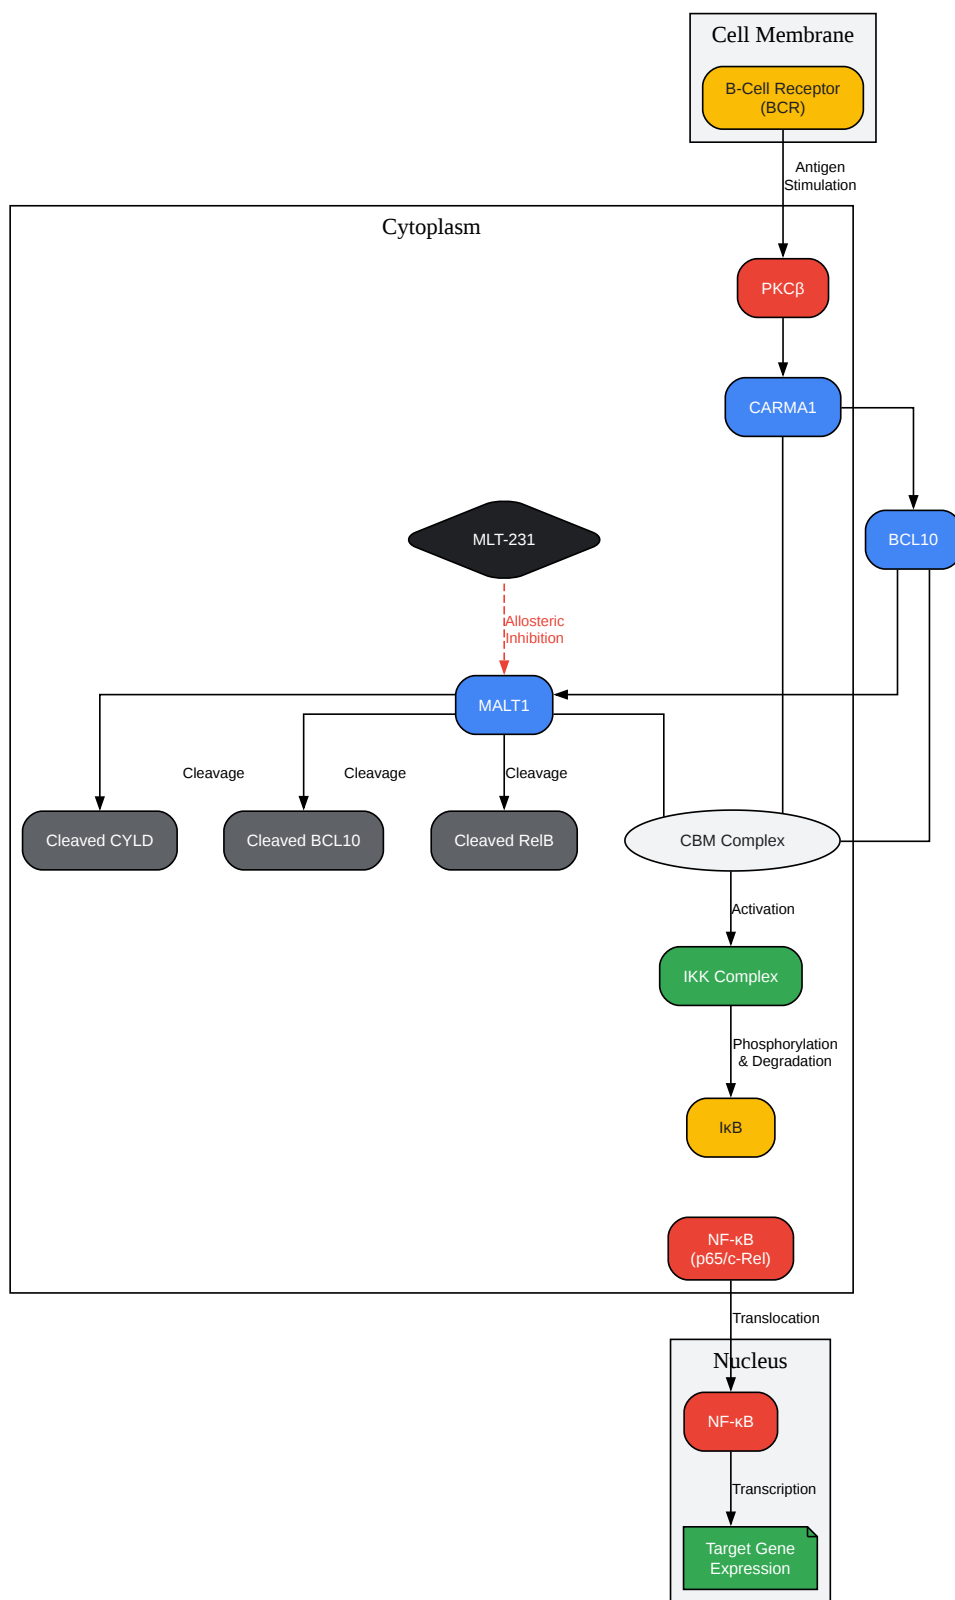 Cell Membrane
B-Cell Receptor
(BCR)
Antigen
Stimulation
Cytoplasm
PKCβ
CARMA1
MLT-231
BCL10
Allosteric
Inhibition
MALT1
Cleavage
Cleavage
Cleavage
Cleaved CYLD
Cleaved BCL10
Cleaved RelB
CBM Complex
Activation
IKK Complex
Phosphorylation
& Degradation
IκB
NF-κB
(p65/c-Rel)
Translocation
Nucleus
NF-κB
Transcription
Target Gene
Expression